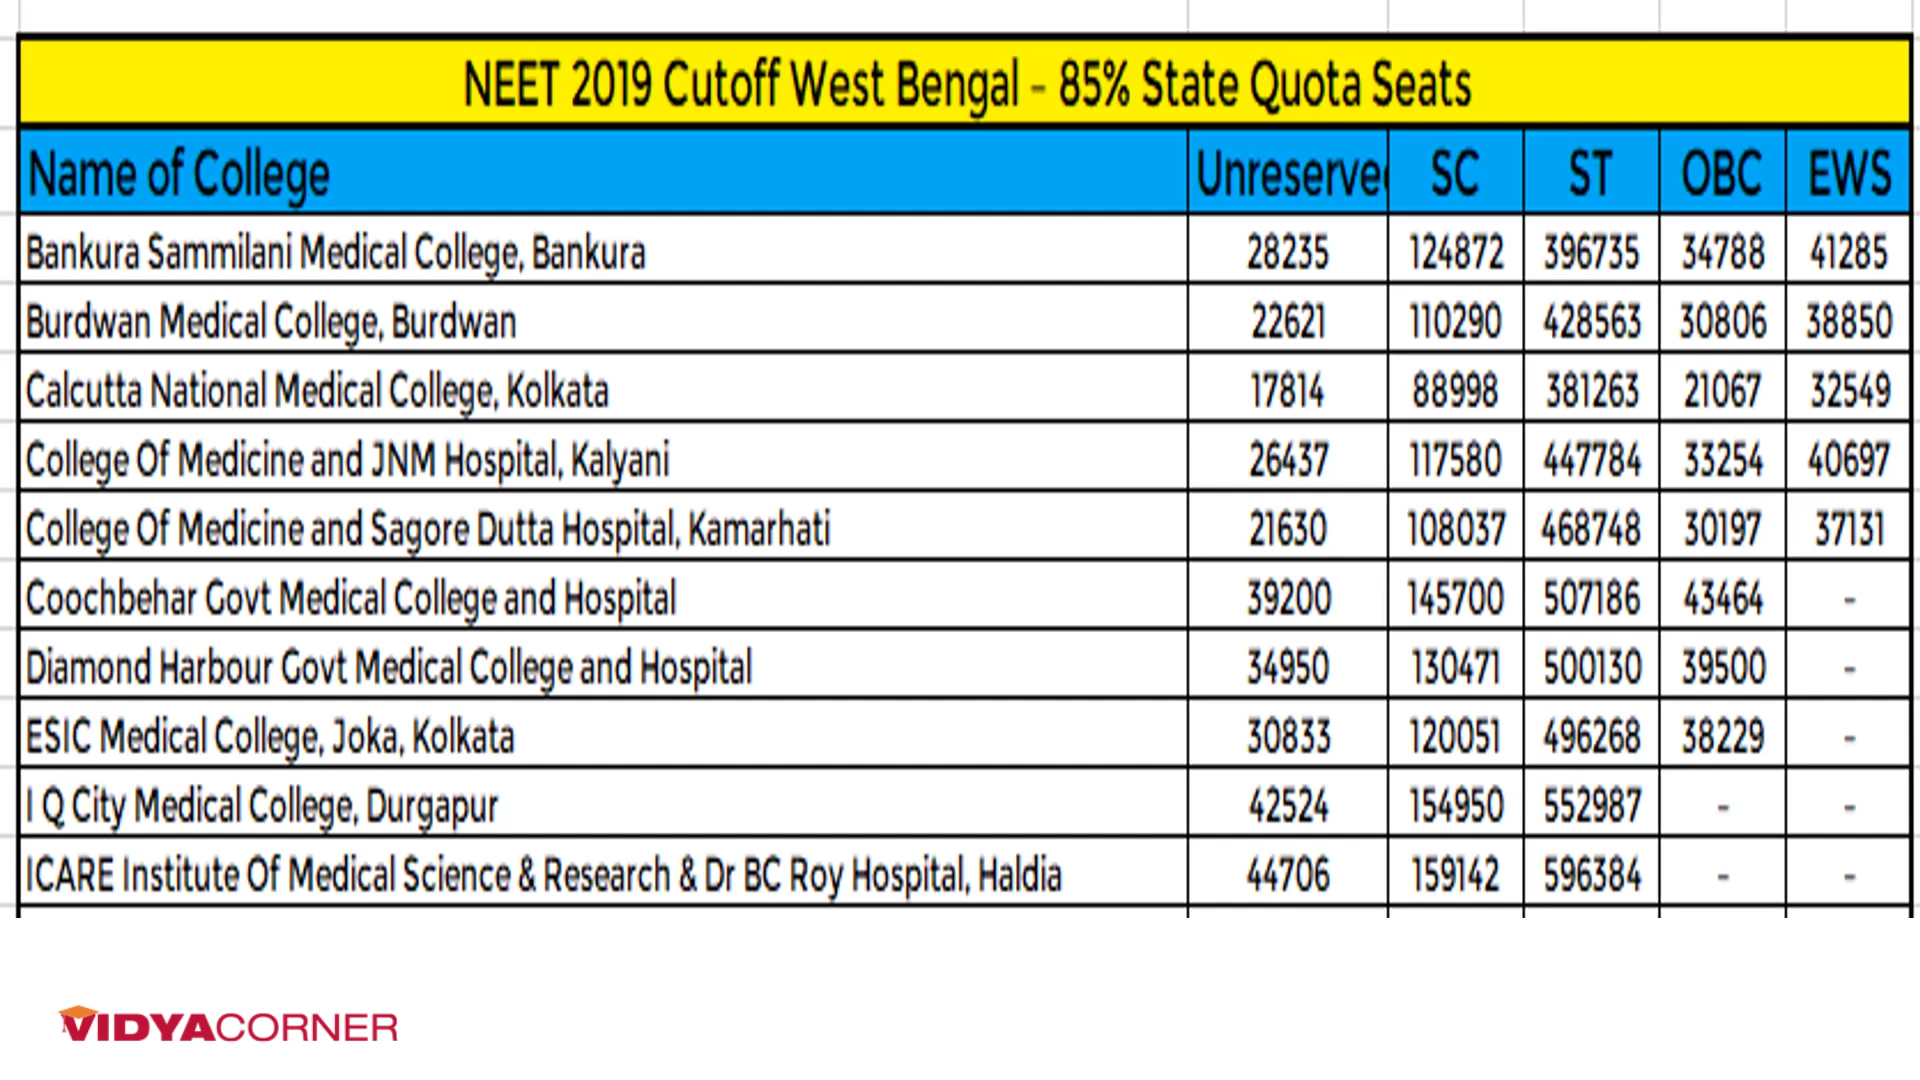 NEET 2019 Cutoff West Bengal - 85% State Quota Seats
Name of College Unreserved SC ST OBC EWS
Bankura Sammilani Medical College, Bankura 28235 124872 396735 34788 41285
Burdwan Medical College, Burdwan 22621 110290 428563 30806 38850
Calcutta National Medical College, Kolkata 17814 88998 381263 21067 32549
College Of Medicine and JNM Hospital, Kalyani 26437 117580 447784 33254 40697
College Of Medicine and Sagore Dutta Hospital, Kamarhati 21630 108037 468748 30197 37131
Coochbehar Govt Medical College and Hospital 39200 145700 507186 43464 -
Diamond Harbour Govt Medical College and Hospital 34950 130471 500130 39500 -
ESIC Medical College, Joka, Kolkata 30833 120051 496268 38229 -
I Q City Medical College, Durgapur 42524 154950 552987 - -
ICARE Institute Of Medical Science & Research & Dr BC Roy Hospital, Haldia 44706 159142 596384 - -
VIDYACORNER